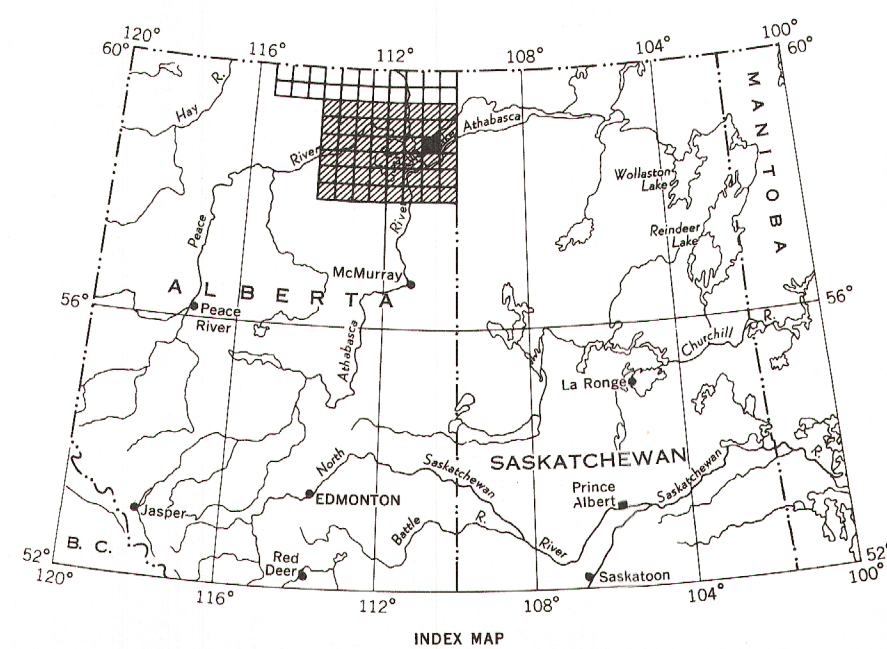 120°
116°
112°
108°
104°
100°
60°
60°
Hay
R.
MANITOBA
Athabasca
River
Wollaston
Lake
River
Peace
Reindeer
Lake
McMurray
ALBERTA
56°
56°
Peace
River
R.
Churchill
Athabasca
La Ronge
North
Saskatchewan
SASKATCHEWAN
Saskatchewan
R.
Prince
Albert
EDMONTON
Jasper
Battle
R.
River
B. C.
Red
Deer
Saskatoon
52°
52°
120°
100°
116°
112°
108°
104°
INDEX MAP